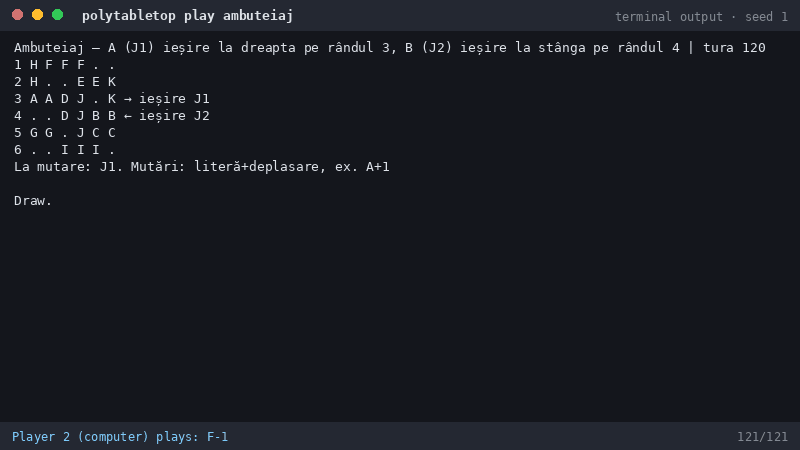 polytabletop play ambuteiaj
terminal output · seed 1
Ambuteiaj — A (J1) ieșire la dreapta pe rândul 3, B (J2) ieșire la stânga pe rândul 4 | tura 120
1 H F F F . .
2 H . . E E K
3 A A D J . K → ieșire J1
4 . . D J B B ← ieșire J2
5 G G . J C C
6 . . I I I .
La mutare: J1. Mutări: literă+deplasare, ex. A+1
Draw.
Player 2 (computer) plays: F-1
121/121